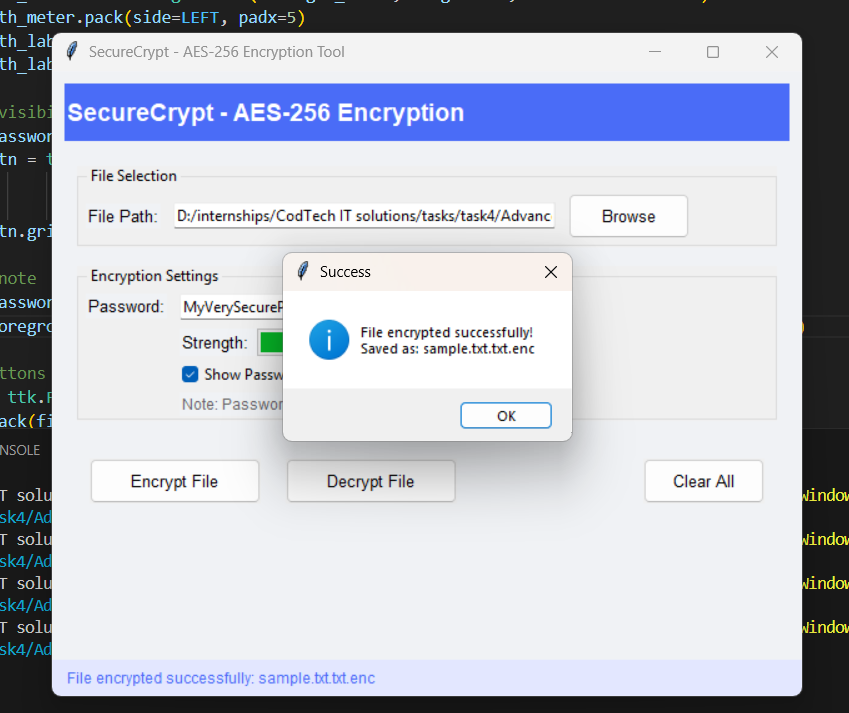 th_meter.pack(side=LEFT, padx=5)
th_lab
th_lab
SecureCrypt - AES-256 Encryption Tool
SecureCrypt - AES-256 Encryption
visibi
asswor
tn = t
File Selection
File Path: D:/internships/CodTech IT solutions/tasks/task4/Advanc Browse
tn.gri
note
asswor
oregro
Encryption Settings
Password: MyVerySecureP
Strength:
Show Passw
Note: Passwor
Success
File encrypted successfully!
Saved as: sample.txt.txt.enc
OK
ttons
ttk.F
ack(fi
NSOLE
Encrypt File Decrypt File Clear All
T solu Window
sk4/Ad
T solu Window
sk4/Ad
T solu Window
sk4/Ad
T solu Window
sk4/Ad
File encrypted successfully: sample.txt.txt.enc